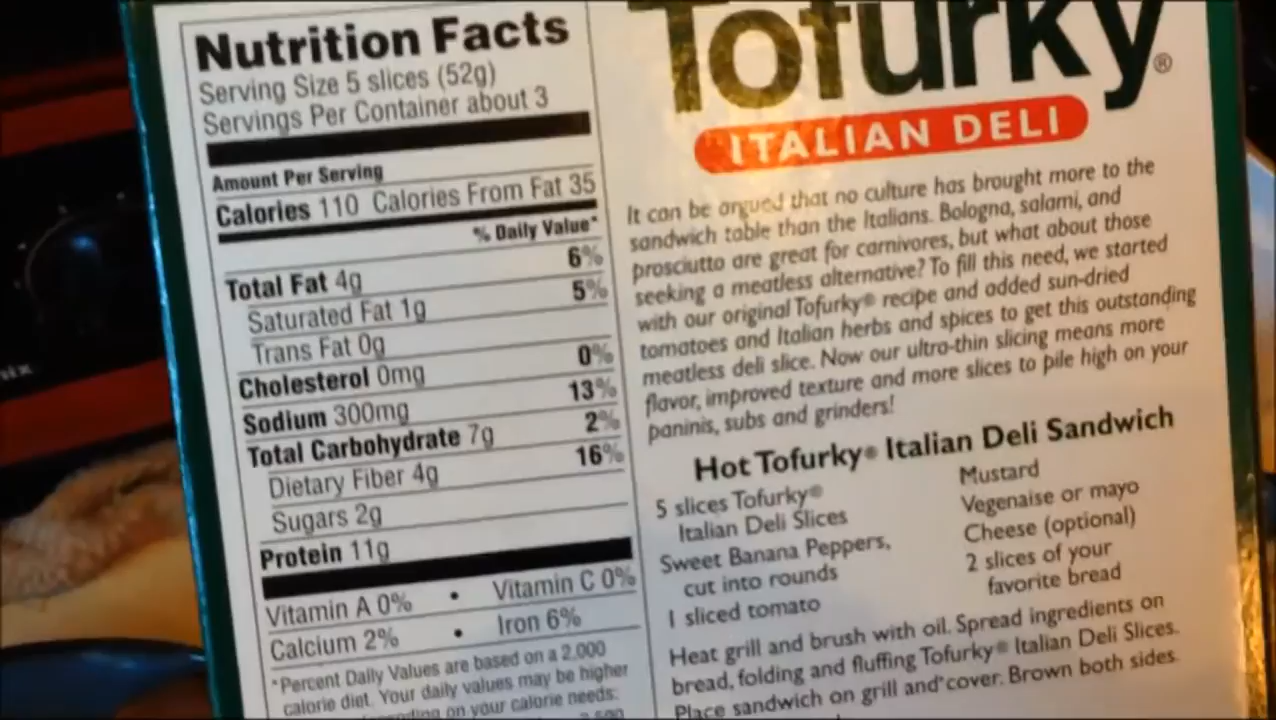 Nutrition Facts
Serving Size 5 slices (52g)
Servings Per Container about 3
Amount Per Serving
Calories 110 Calories From Fat 35
% Daily Value*
Total Fat 4g 6%
Saturated Fat 1g 5%
Trans Fat 0g
Cholesterol 0mg 0%
Sodium 300mg 13%
Total Carbohydrate 7g 2%
Dietary Fiber 4g 16%
Sugars 2g
Protein 11g
Vitamin A 0% • Vitamin C 0%
Calcium 2% • Iron 6%
*Percent Daily Values are based on a 2,000
calorie diet. Your daily values may be higher
on your calorie needs:
Tofurky®
ITALIAN DELI
It can be argued that no culture has brought more to the
sandwich table than the Italians. Bologna, salami, and
prosciutto are great for carnivores, but what about those
seeking a meatless alternative? To fill this need, we started
with our original Tofurky® recipe and added sun-dried
tomatoes and Italian herbs and spices to get this outstanding
meatless deli slice. Now our ultra-thin slicing means more
flavor, improved texture and more slices to pile high on your
paninis, subs and grinders!
Hot Tofurky® Italian Deli Sandwich
5 slices Tofurky®
Italian Deli Slices
Sweet Banana Peppers,
cut into rounds
1 sliced tomato
Mustard
Vegenaise or mayo
Cheese (optional)
2 slices of your
favorite bread
Heat grill and brush with oil. Spread ingredients on
bread, folding and fluffing Tofurky® Italian Deli Slices.
Place sandwich on grill and cover. Brown both sides.